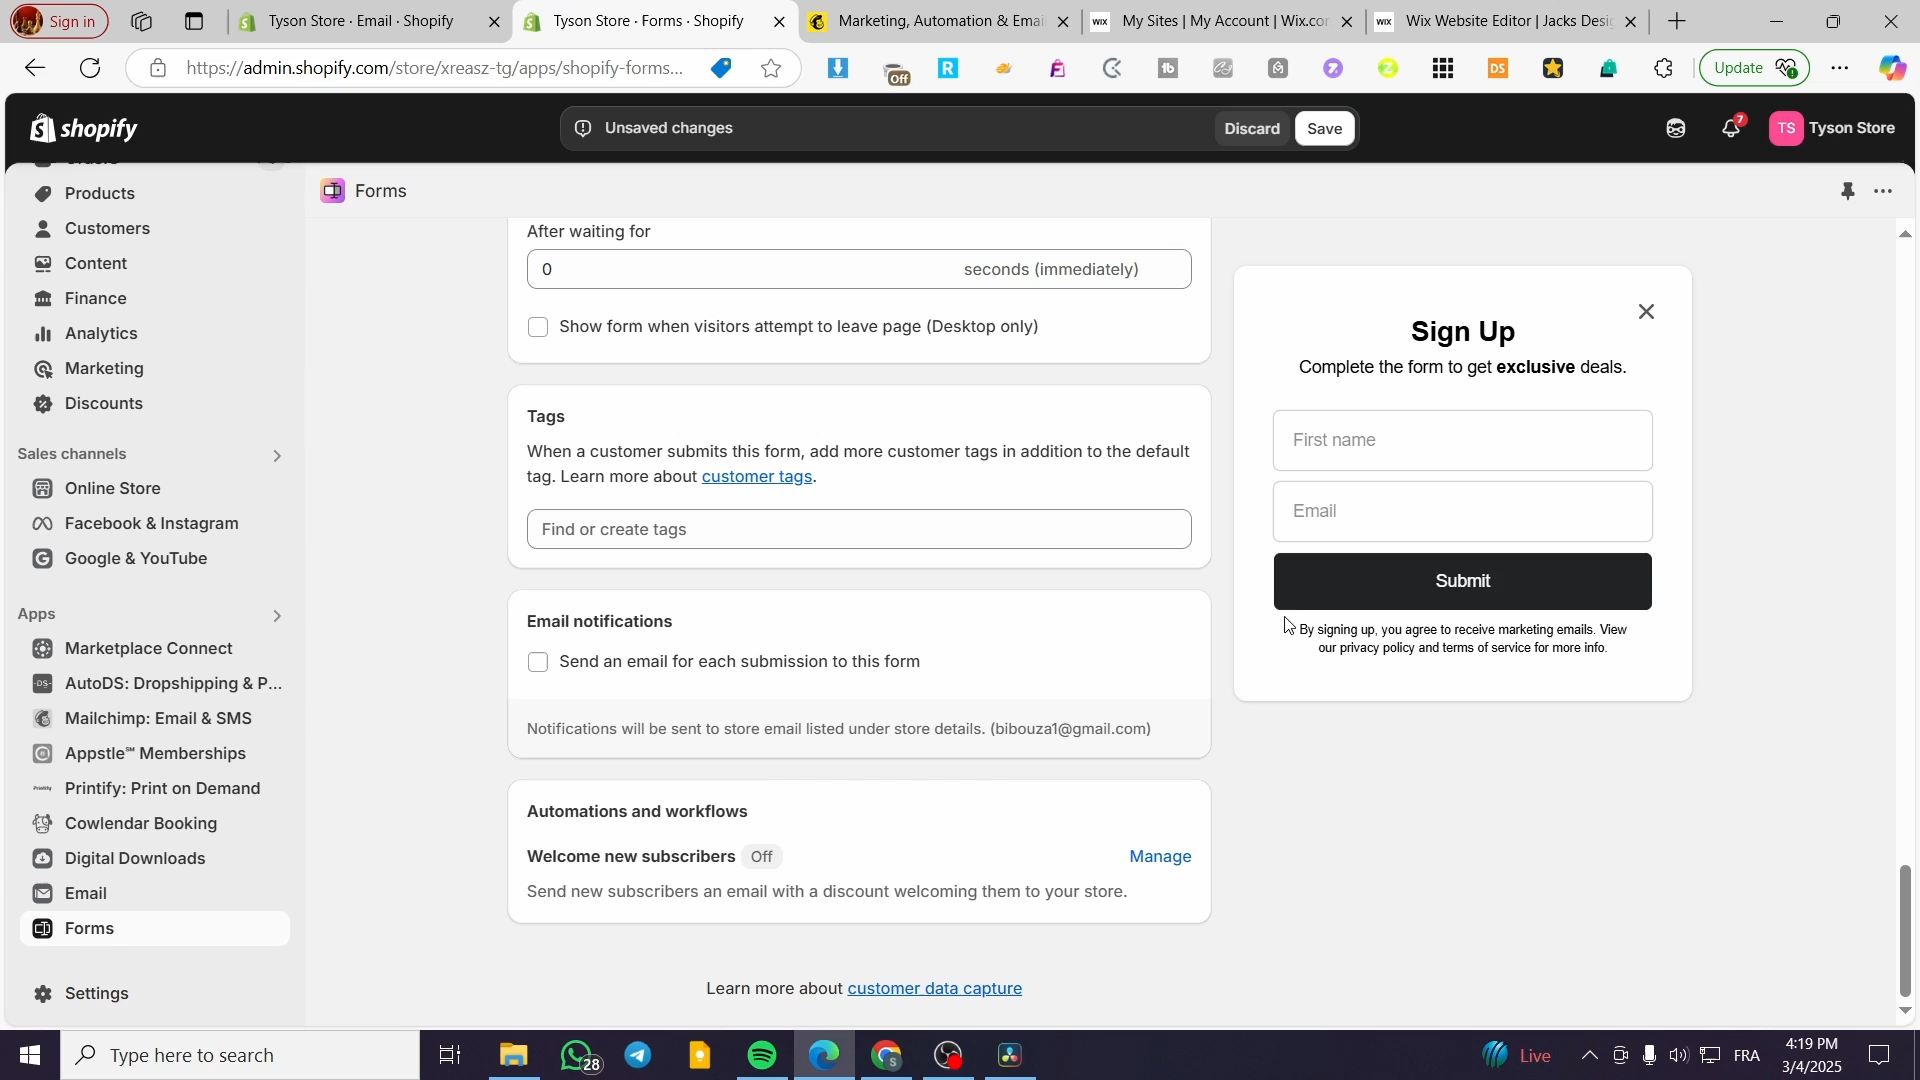 Sign in
Tyson Store · Email · Shopify
Tyson Store · Forms · Shopify
Marketing, Automation & Emai
WIX My Sites | My Account | Wix.cor
WIX Wix Website Editor | Jacks Desig
https://admin.shopify.com/store/xreasz-tg/apps/shopify-forms...
Off
R
tb
DS
Update
shopify
Unsaved changes
Discard
Save
7
TS
Tyson Store
Orders
Products
Customers
Content
Finance
Analytics
Marketing
Discounts
Sales channels
Online Store
Facebook & Instagram
Google & YouTube
Apps
Marketplace Connect
AutoDS: Dropshipping & P...
Mailchimp: Email & SMS
Appstle℠ Memberships
Printify: Print on Demand
Cowlendar Booking
Digital Downloads
Email
Forms
Settings
Forms
After waiting for
0
seconds (immediately)
Show form when visitors attempt to leave page (Desktop only)
Tags
When a customer submits this form, add more customer tags in addition to the default
tag. Learn more about customer tags.
Find or create tags
Email notifications
Send an email for each submission to this form
Notifications will be sent to store email listed under store details. (bibouza1@gmail.com)
Automations and workflows
Welcome new subscribers Off
Manage
Send new subscribers an email with a discount welcoming them to your store.
Learn more about customer data capture
Sign Up
Complete the form to get exclusive deals.
First name
Email
Submit
By signing up, you agree to receive marketing emails. View
our privacy policy and terms of service for more info.
Type here to search
28
S
Live
FRA
4:19 PM
3/4/2025